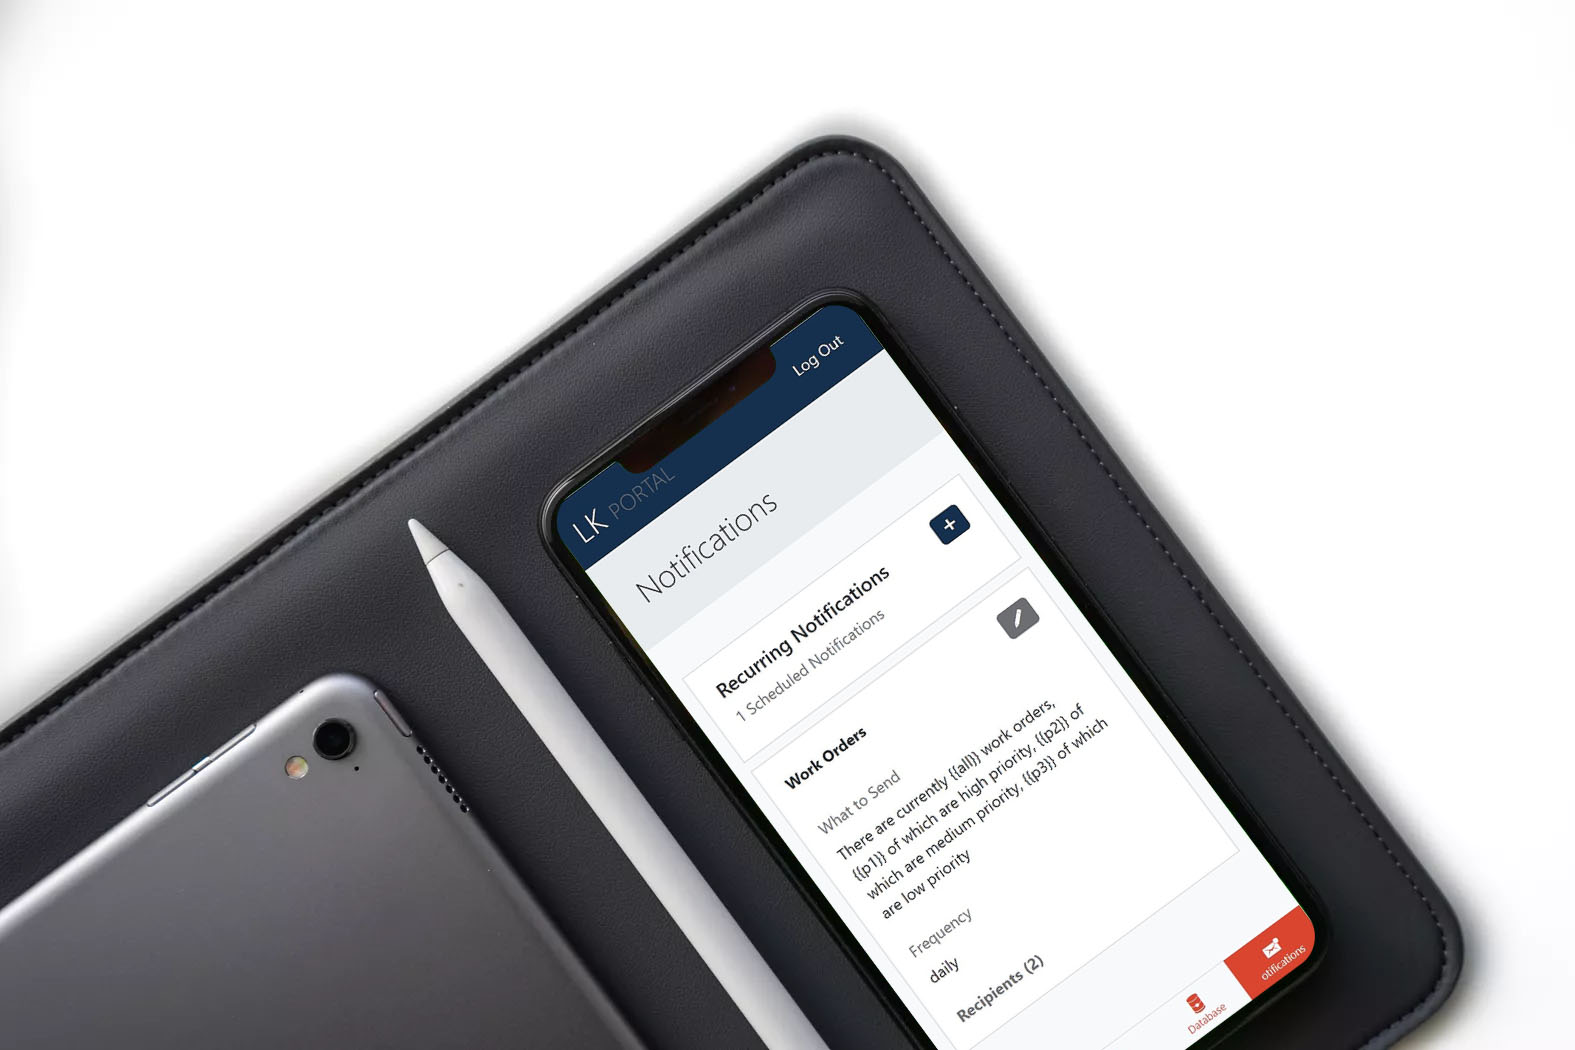 Log Out
LK PORTAL
Notifications
Recurring Notifications
1 Scheduled Notifications
Work Orders
What to Send
There are currently {{all}} work orders,
{{p1}} of which are high priority, {{p2}} of
which are medium priority, {{p3}} of which
are low priority
Frequency
daily
Recipients (2)
Database
otifications